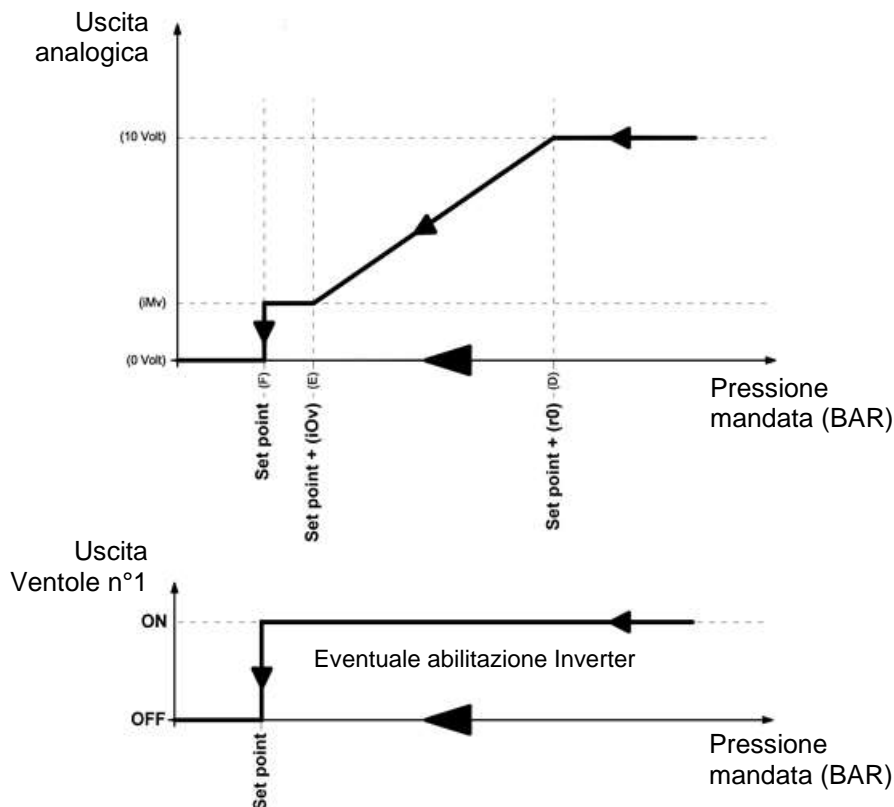 Uscita
analogica
(10 Volt)
(iMv)
(0 Volt)
Set point - (F)
Set point + (iOv) - (E)
Set point + (r0) - (D)
Pressione
mandata (BAR)
Uscita
Ventole n°1
ON
Eventuale abilitazione Inverter
OFF
Set point
Pressione
mandata (BAR)